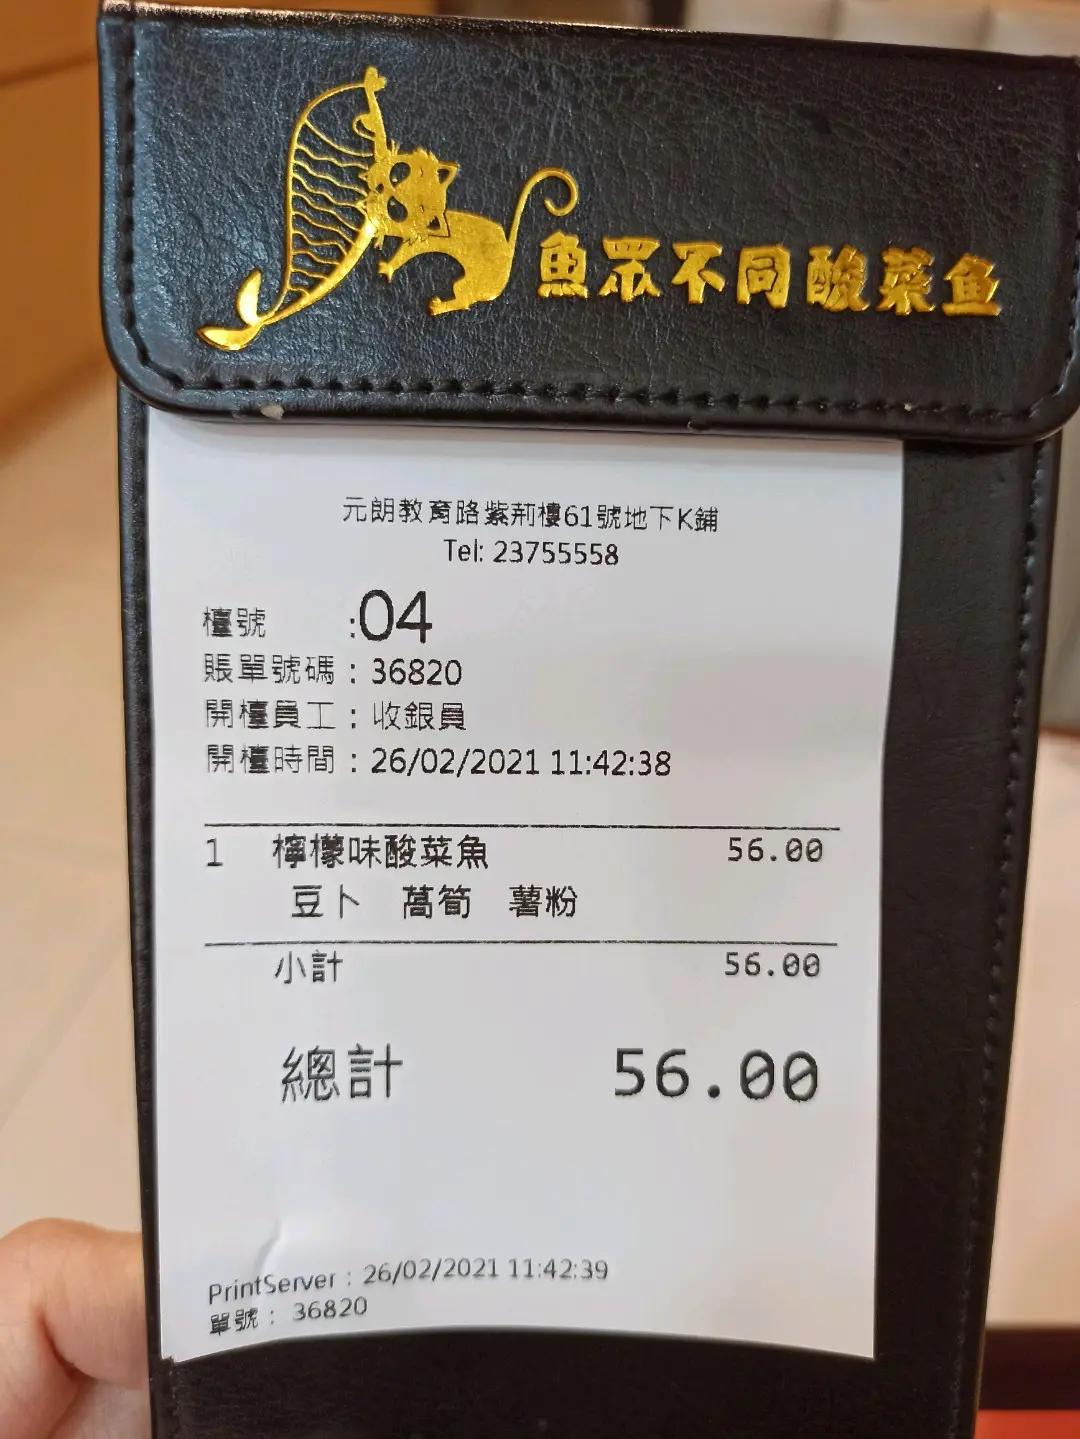 魚眾不同酸菜魚
元朗教育路紫荊樓61號地下K鋪
Tel: 23755558
檯號 :04
賬單號碼 : 36820
開檯員工 : 收銀員
開檯時間 : 26/02/2021 11:42:38
1 檸檬味酸菜魚 56.00
豆卜 萵筍 薯粉
小計 56.00
總計 56.00
PrintServer : 26/02/2021 11:42:39
單號 : 36820